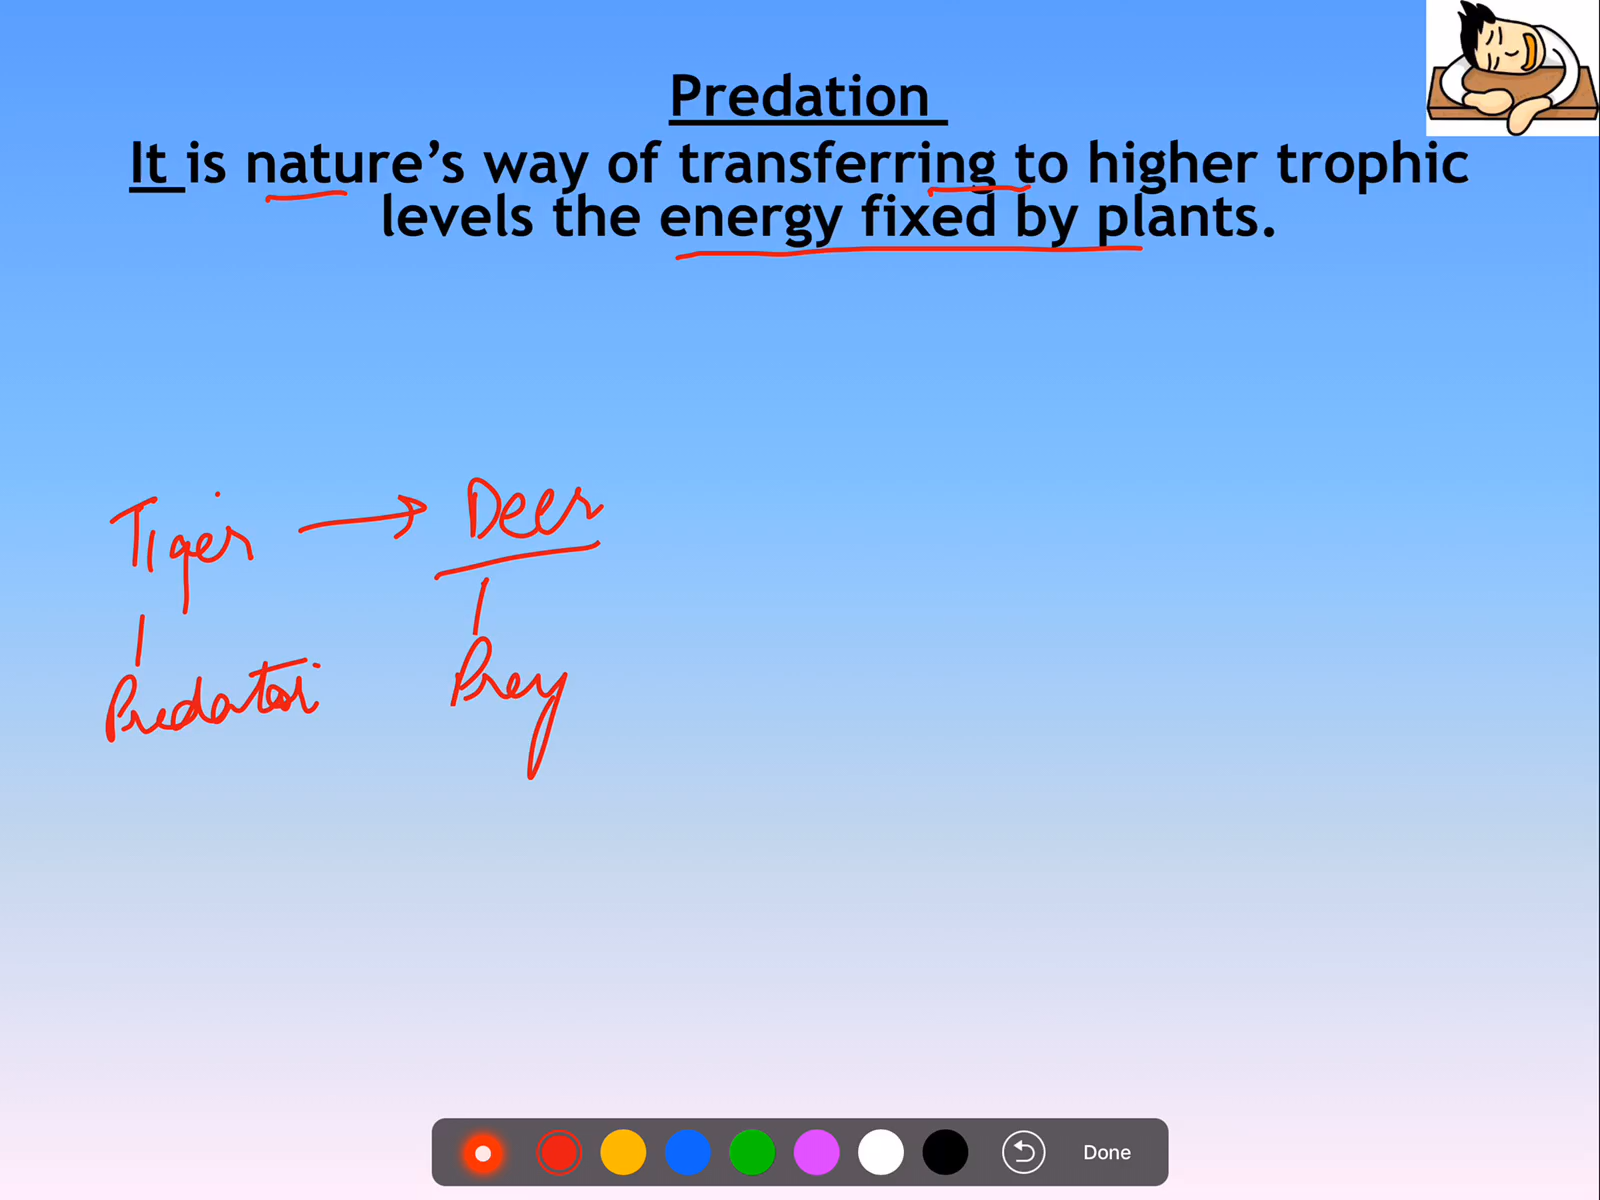 Predation
It is nature’s way of transferring to higher trophic
levels the energy fixed by plants.
Tiger → Deer
Predator Prey
Done